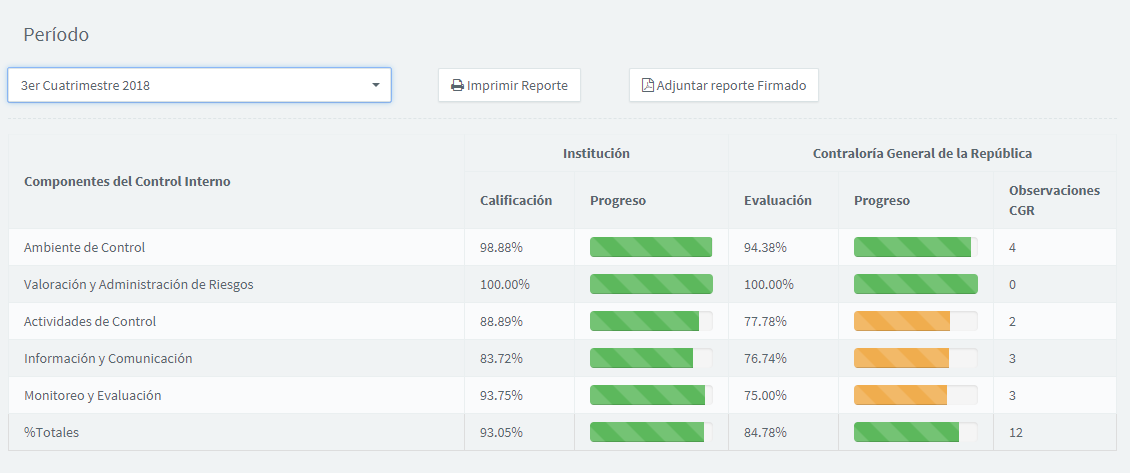 Período
3er Cuatrimestre 2018 Imprimir Reporte Adjuntar reporte Firmado
Institución Contraloría General de la República
Componentes del Control Interno
Calificación Progreso Evaluación Progreso Observaciones
CGR
Ambiente de Control 98.88% 94.38% 4
Valoración y Administración de Riesgos 100.00% 100.00% 0
Actividades de Control 88.89% 77.78% 2
Información y Comunicación 83.72% 76.74% 3
Monitoreo y Evaluación 93.75% 75.00% 3
%Totales 93.05% 84.78% 12